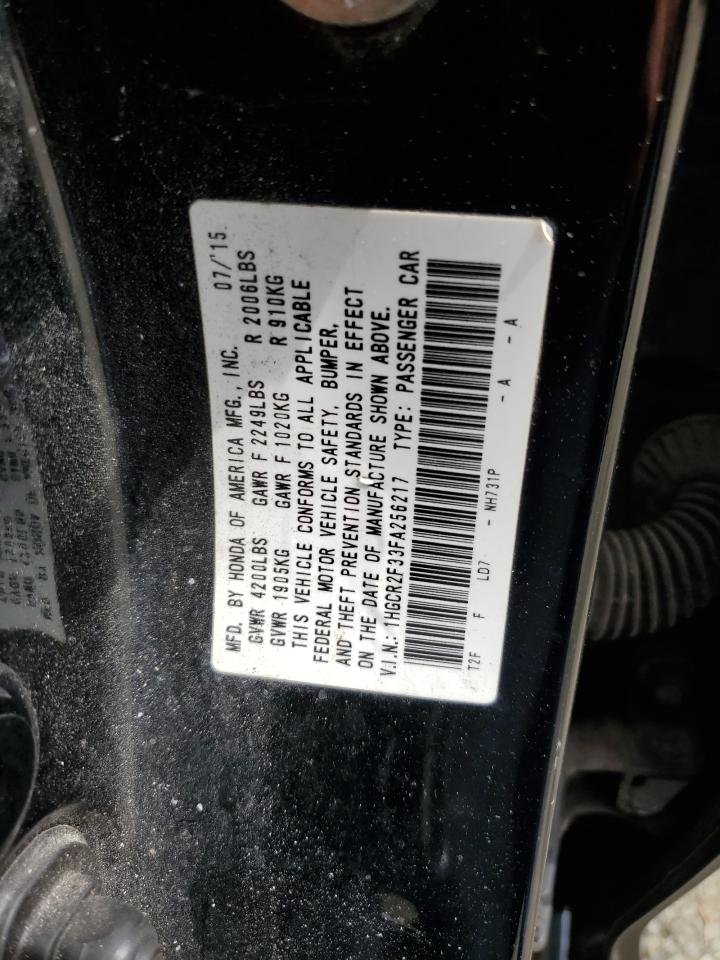 MFD. BY HONDA OF AMERICA MFG., INC. 07/'15
GVWR 4200LBS GAWR F 2249LBS R 2006LBS
GVWR 1905KG GAWR F 1020KG R 910KG
THIS VEHICLE CONFORMS TO ALL APPLICABLE
FEDERAL MOTOR VEHICLE SAFETY, BUMPER,
AND THEFT PREVENTION STANDARDS IN EFFECT
ON THE DATE OF MANUFACTURE SHOWN ABOVE.
V.I.N.: 1HGCR2F33FA256217 TYPE: PASSENGER CAR
T2F F LD7 - NH731P - A - A